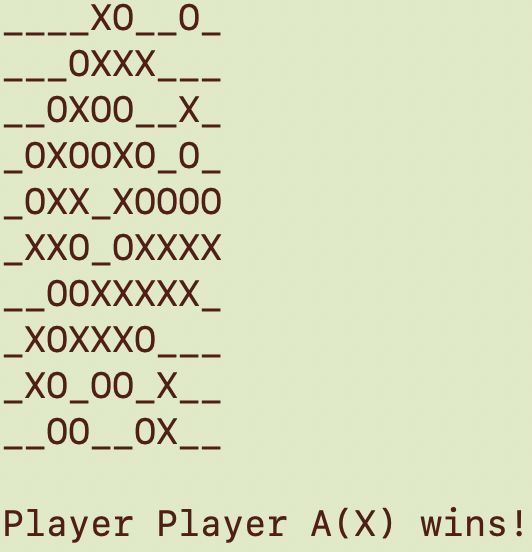 ____XO__O_
___OXXX___
__OXOO__X_
_OXOOXO_O_
_OXX_XOOOO
_XXO_OXXXX
__OOXXXXX_
_XOXXXO___
_XO_OO_X__
__OO__OX__
Player Player A(X) wins!